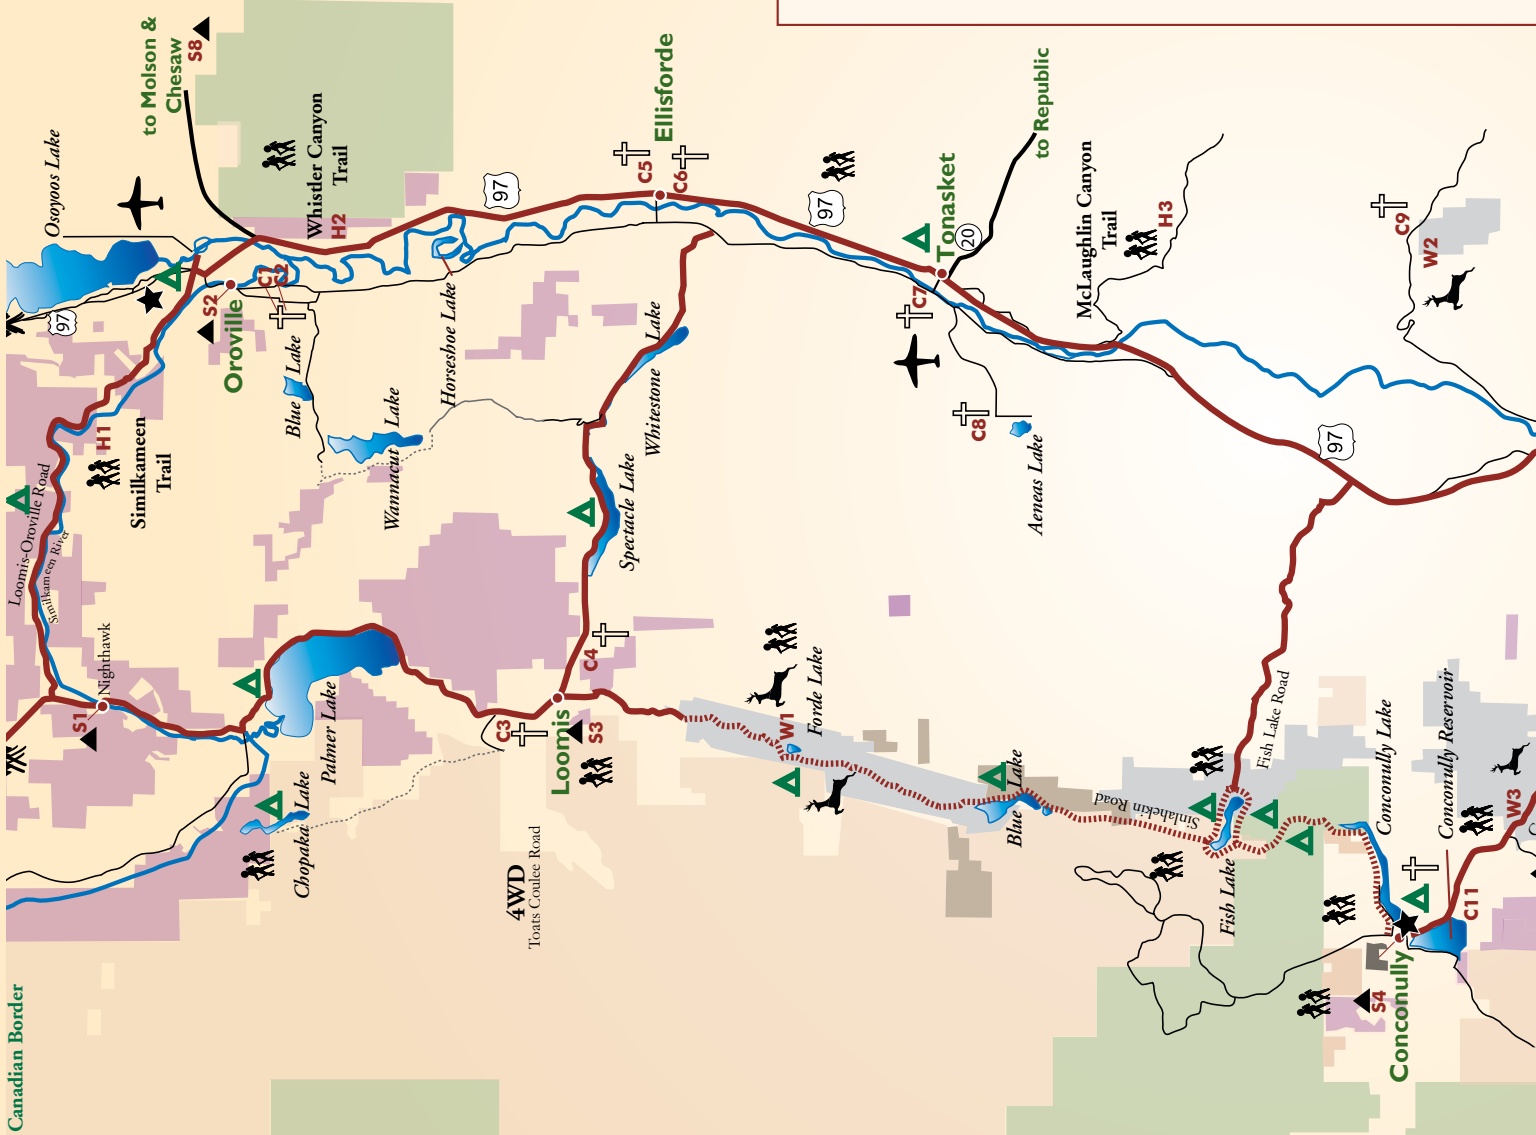 Canadian Border
Loomis-Oroville Road
Similkameen River
Nighthawk
S1
H1
Similkameen
Trail
97
Osoyoos Lake
to Molson &
Chesaw
S8
Whistler Canyon
Trail
H2
S2
Oroville
C1
C2
Blue Lake
Wannacut Lake
Horseshoe Lake
97
Ellisforde
C5
C6
Whitestone Lake
Spectacle Lake
Palmer Lake
Chopaka Lake
C3
Loomis
S3
C4
4WD
Toats Coulee Road
97
Tonasket
20
to Republic
C7
C8
Aeneas Lake
McLaughlin Canyon
Trail
H3
C9
W2
97
W1
Forde Lake
Blue Lake
Sinlahekin Road
Fish Lake Road
Fish Lake
Conconully Lake
Conconully Reservoir
W3
C11
S4
Conconully